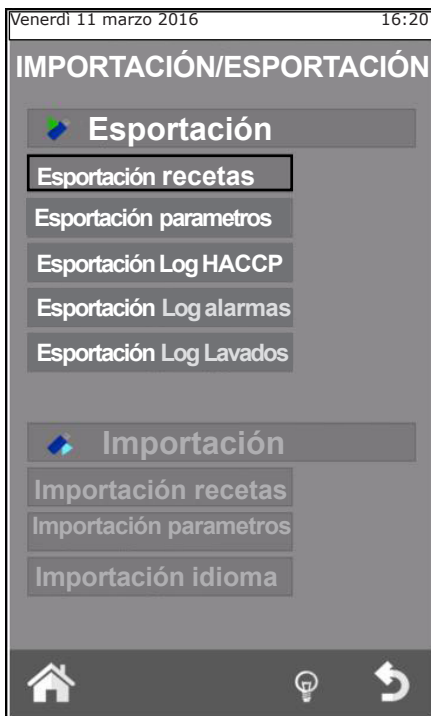 Venerdì 11 marzo 2016 16:20
IMPORTACIÓN/ESPORTACIÓN
Esportación
Esportación recetas
Esportación parametros
Esportación Log HACCP
Esportación Log alarmas
Esportación Log Lavados
Importación
Importación recetas
Importación parametros
Importación idioma